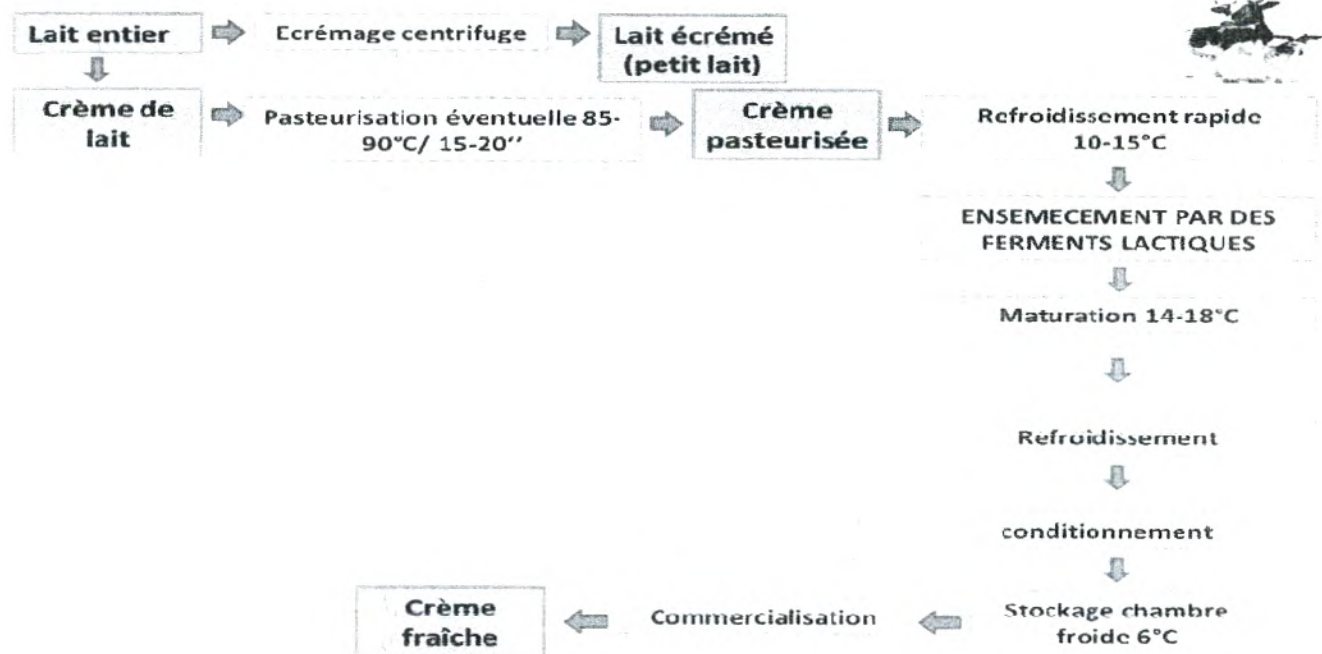 Lait entier
Ecrémage centrifuge
Lait écrémé
(petit lait)
Crème de
lait
Pasteurisation éventuelle 85-
90°C/ 15-20’’
Crème
pasteurisée
Refroidissement rapide
10-15°C
ENSEMECEMENT PAR DES
FERMENTS LACTIQUES
Maturation 14-18°C
Refroidissement
conditionnement
Stockage chambre
froide 6°C
Commercialisation
Crème
fraîche